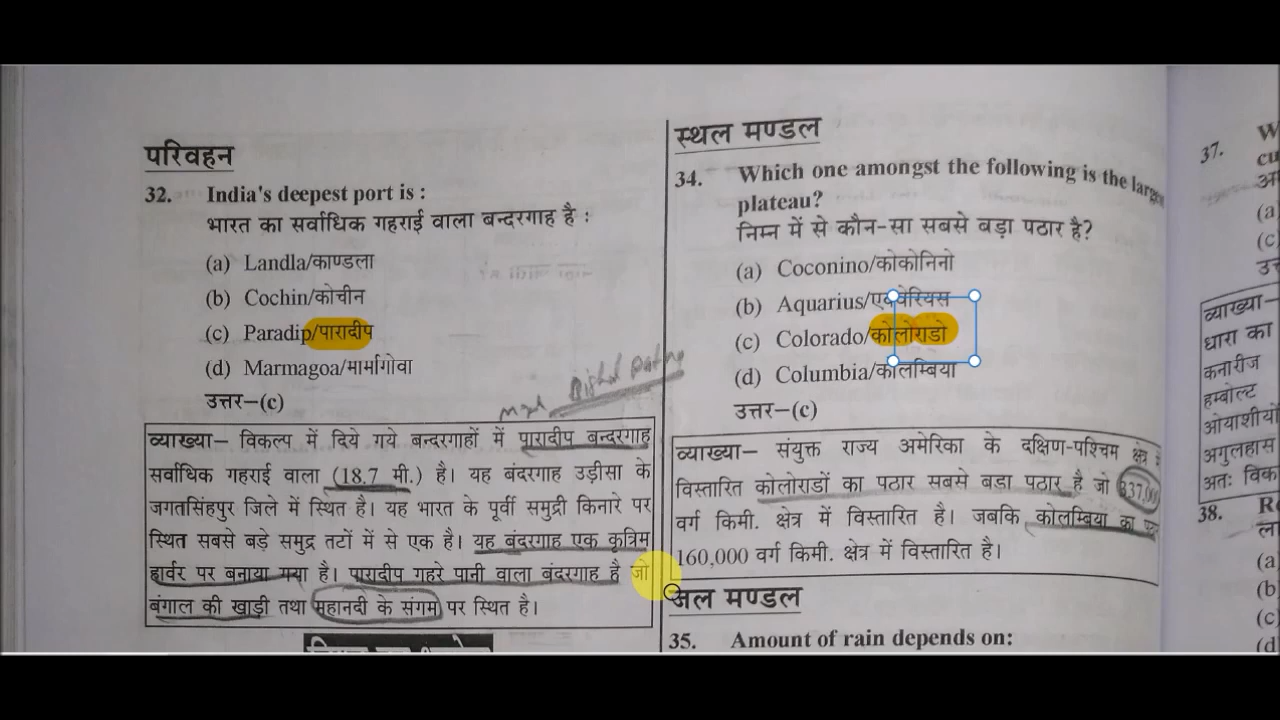 परिवहन
32. India's deepest port is :
भारत का सर्वाधिक गहराई वाला बन्दरगाह है :
(a) Landla/काण्डला
(b) Cochin/कोचीन
(c) Paradip/पारादीप
(d) Marmagoa/मार्मागोवा
उत्तर–(c)
व्याख्या– विकल्प में दिये गये बन्दरगाहों में पारादीप बन्दरगाह
सर्वाधिक गहराई वाला (18.7 मी.) है। यह बंदरगाह उड़ीसा के
जगतसिंहपुर जिले में स्थित है। यह भारत के पूर्वी समुद्री किनारे पर
स्थित सबसे बड़े समुद्र तटों में से एक है। यह बंदरगाह एक कृत्रिम
हार्वर पर बनाया गया है। पारादीप गहरे पानी वाला बंदरगाह है जो
बंगाल की खाड़ी तथा महानदी के संगम पर स्थित है।
स्थल मण्डल
34. Which one amongst the following is the
plateau?
निम्न में से कौन-सा सबसे बड़ा पठार है?
(a) Coconino/कोकोनिनो
(b) Aquarius/एक्वेरियस
(c) Colorado/कोलोराडो
(d) Columbia/कोलम्बिया
उत्तर–(c)
व्याख्या– संयुक्त राज्य अमेरिका के दक्षिण-पश्चिम क्षेत्र
विस्तारित कोलोराडों का पठार सबसे बडा पठार है जो
वर्ग किमी. क्षेत्र में विस्तारित है। जबकि कोलम्बिया का
160,000 वर्ग किमी. क्षेत्र में विस्तारित है।
जल मण्डल
35. Amount of rain depends on:
37.
(a)
(c)
व्याख्या–
धारा का
कनारीज
हम्बोल्ट
ओयाशीयो
अगुलहास
अतः विक
38.
(a)
(b)
(c)
(d)